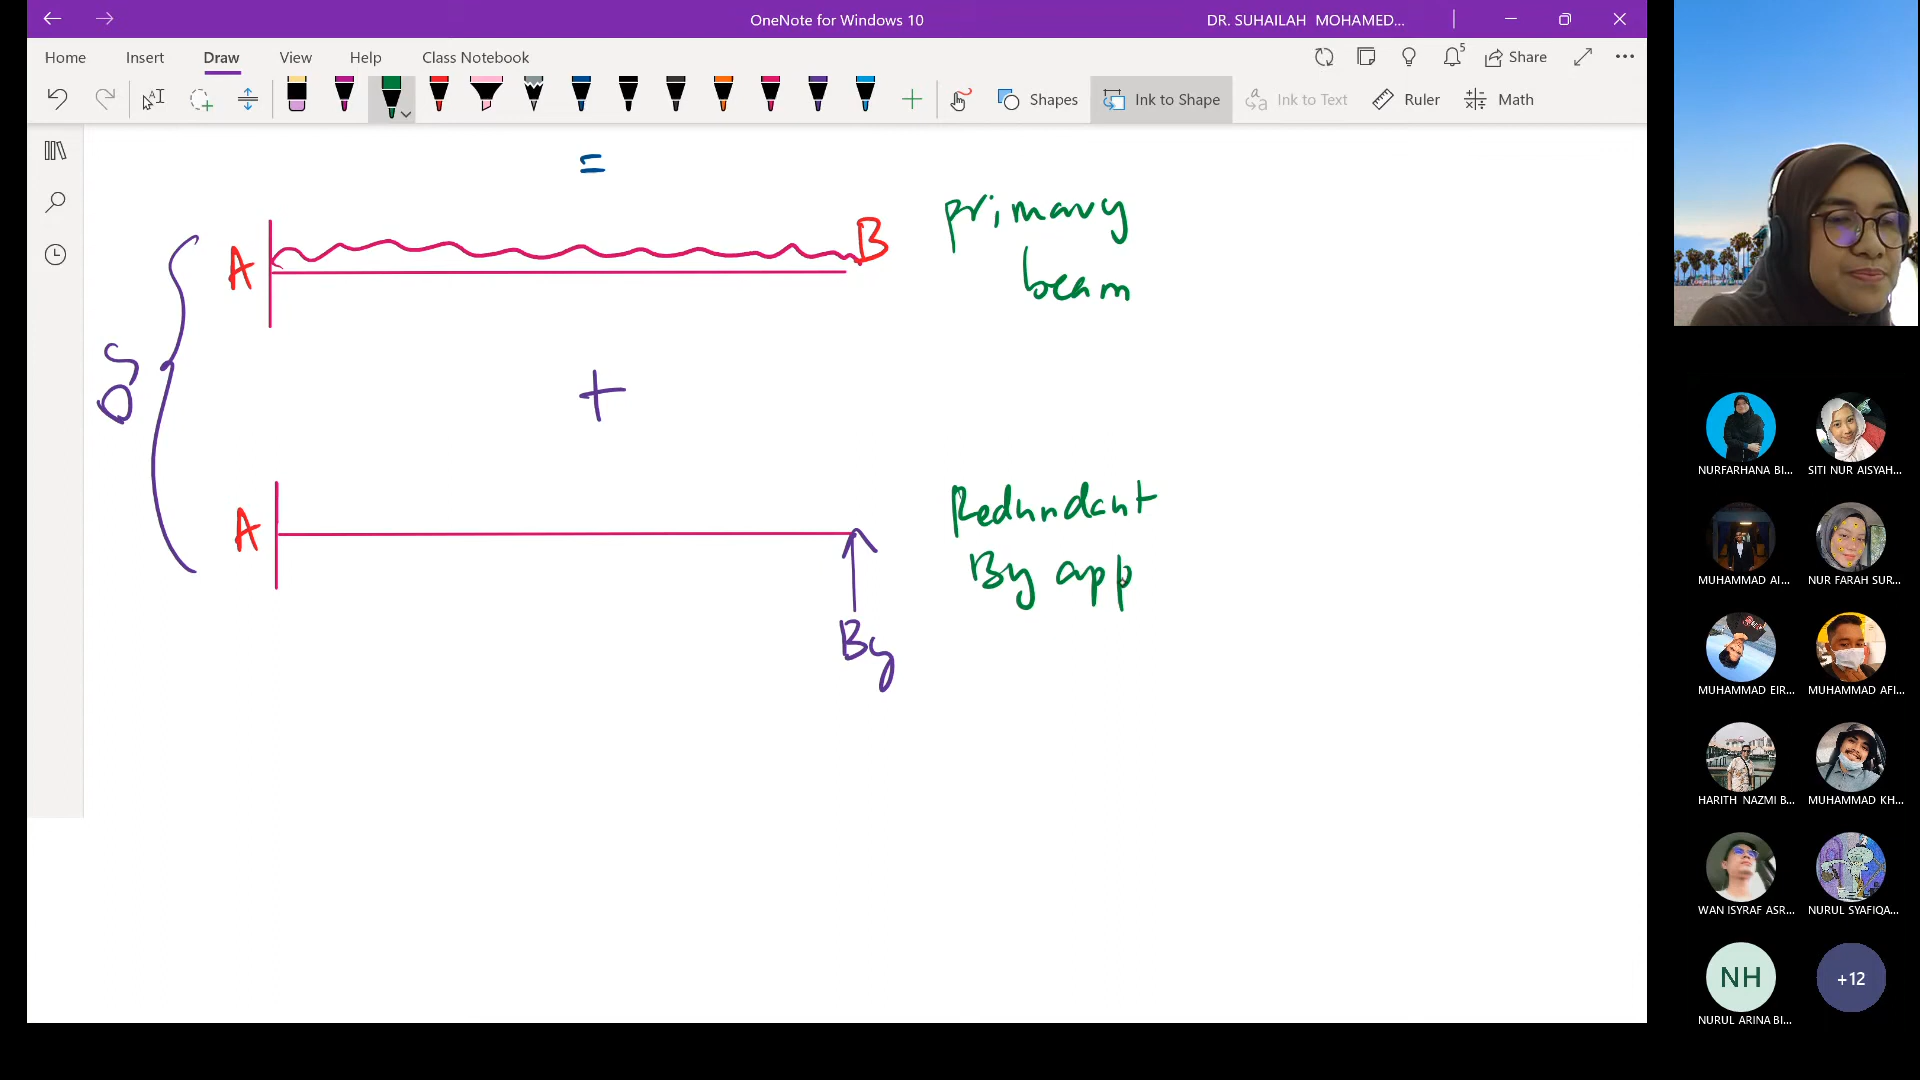 OneNote for Windows 10
DR. SUHAILAH MOHAMED...
Home Insert Draw View Help Class Notebook
5
Share
Shapes
Ink to Shape
Ink to Text
Ruler
Math
=
A
B
primary
beam
+
A
Redundant
By app
By
NURFARHANA BI...
SITI NUR AISYAH...
MUHAMMAD AI...
NUR FARAH SUR...
MUHAMMAD EIR...
MUHAMMAD AFI...
HARITH NAZMI B...
MUHAMMAD KH...
WAN ISYRAF ASR...
NURUL SYAFIQA...
NH
+12
NURUL ARINA BI...